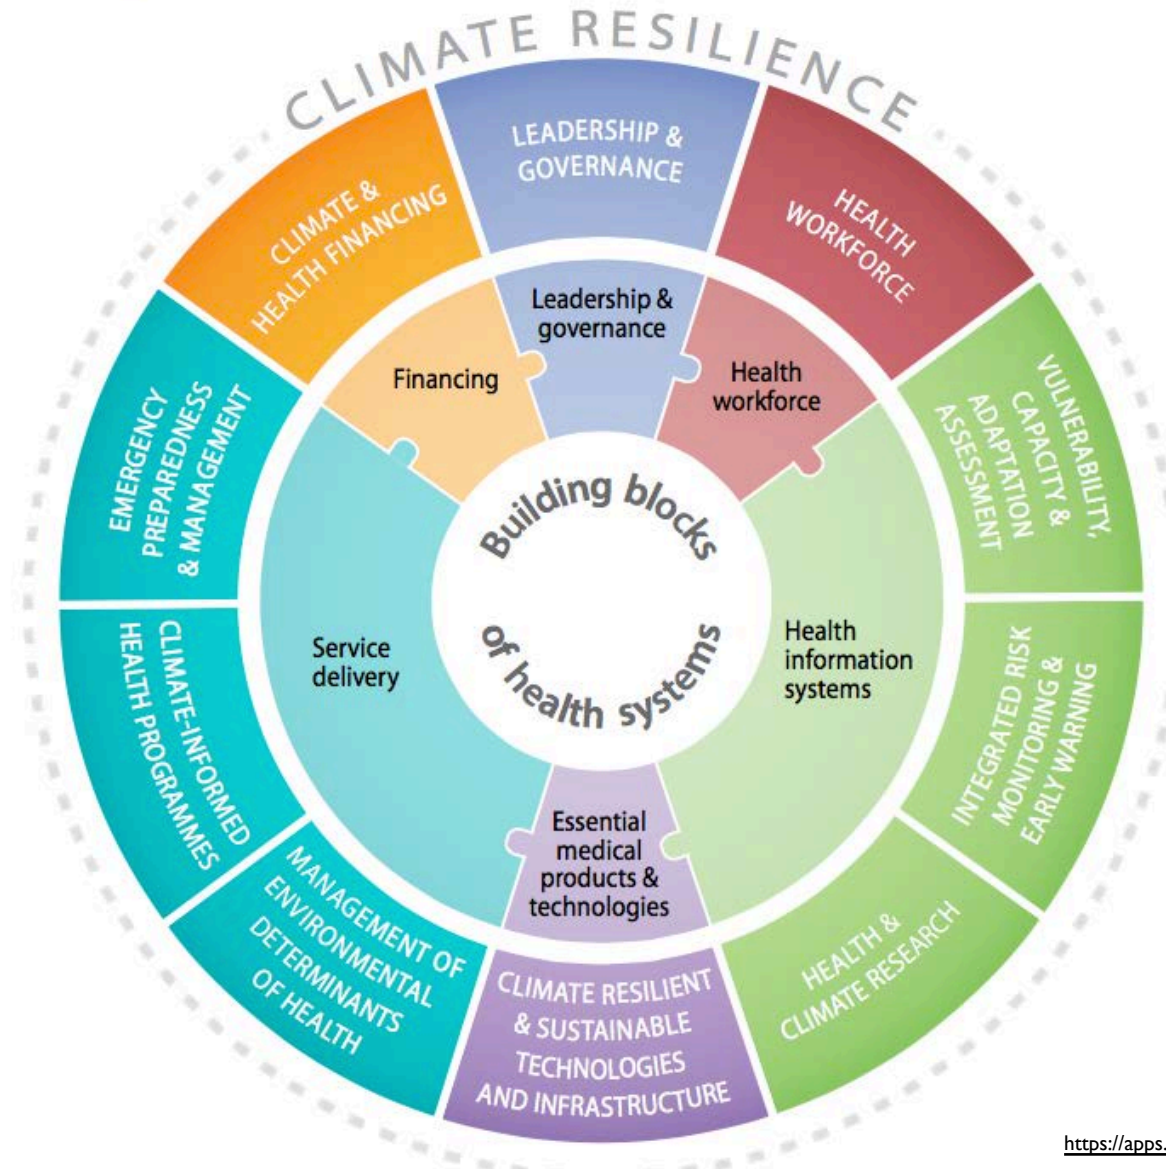 CLIMATE RESILIENCE
LEADERSHIP &
GOVERNANCE
HEALTH
WORKFORCE
VULNERABILITY,
CAPACITY &
ADAPTATION
ASSESSMENT
INTEGRATED RISK
MONITORING &
EARLY WARNING
HEALTH &
CLIMATE RESEARCH
CLIMATE RESILIENT
& SUSTAINABLE
TECHNOLOGIES
AND INFRASTRUCTURE
MANAGEMENT OF
ENVIRONMENTAL
DETERMINANTS
OF HEALTH
CLIMATE-INFORMED
HEALTH PROGRAMMES
EMERGENCY
PREPAREDNESS
& MANAGEMENT
CLIMATE &
HEALTH FINANCING
Leadership &
governance
Health
workforce
Health
information
systems
Essential
medical
products &
technologies
Service
delivery
Financing
Building blocks
of health systems
https://apps.